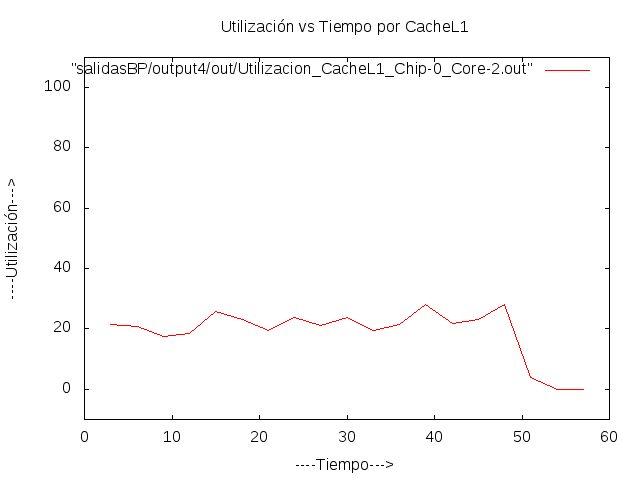 Utilización vs Tiempo por CacheL1
"salidasBP/output4/out/Utilizacion_CacheL1_Chip-0_Core-2.out"
100
80
60
40
20
0
----Utilización--->
0 10 20 30 40 50 60
----Tiempo--->